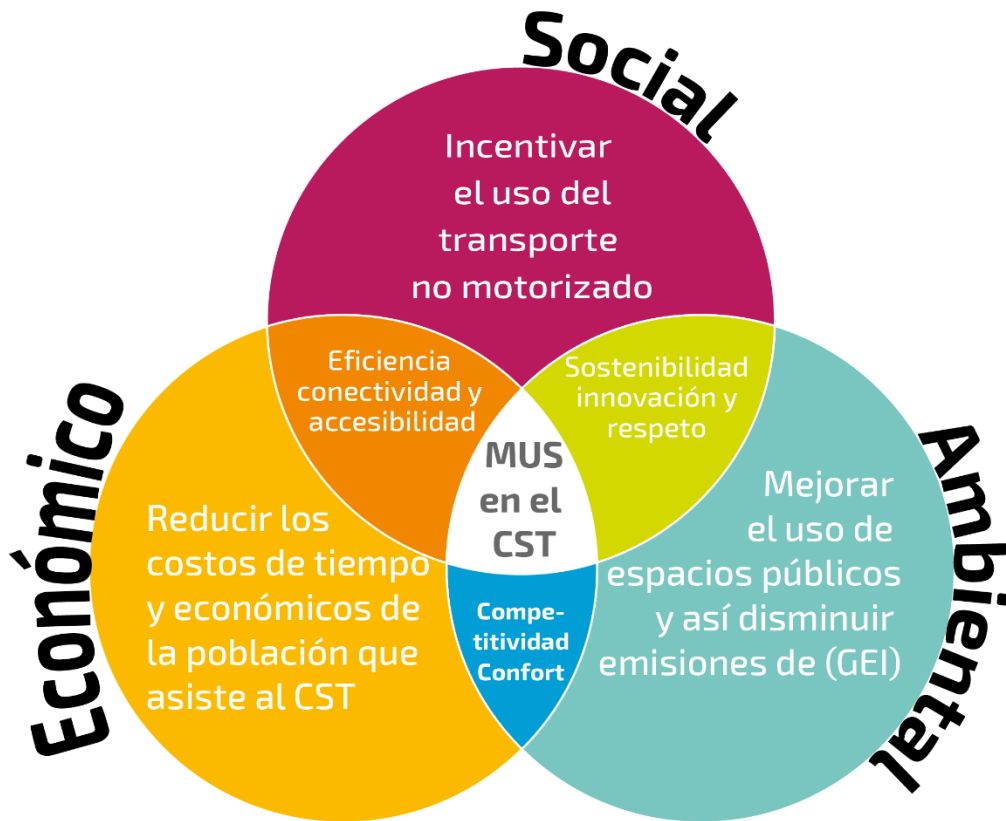 Social
Incentivar
el uso del
transporte
no motorizado
Eficiencia
conectividad y
accesibilidad
Sostenibilidad
innovación y
respeto
MUS
en el
CST
Económico
Reducir los
costos de tiempo
y económicos de
la población que
asiste al CST
Compe-
titividad
Confort
Ambiental
Mejorar
el uso de
espacios públicos
y así disminuir
emisiones de (GEI)